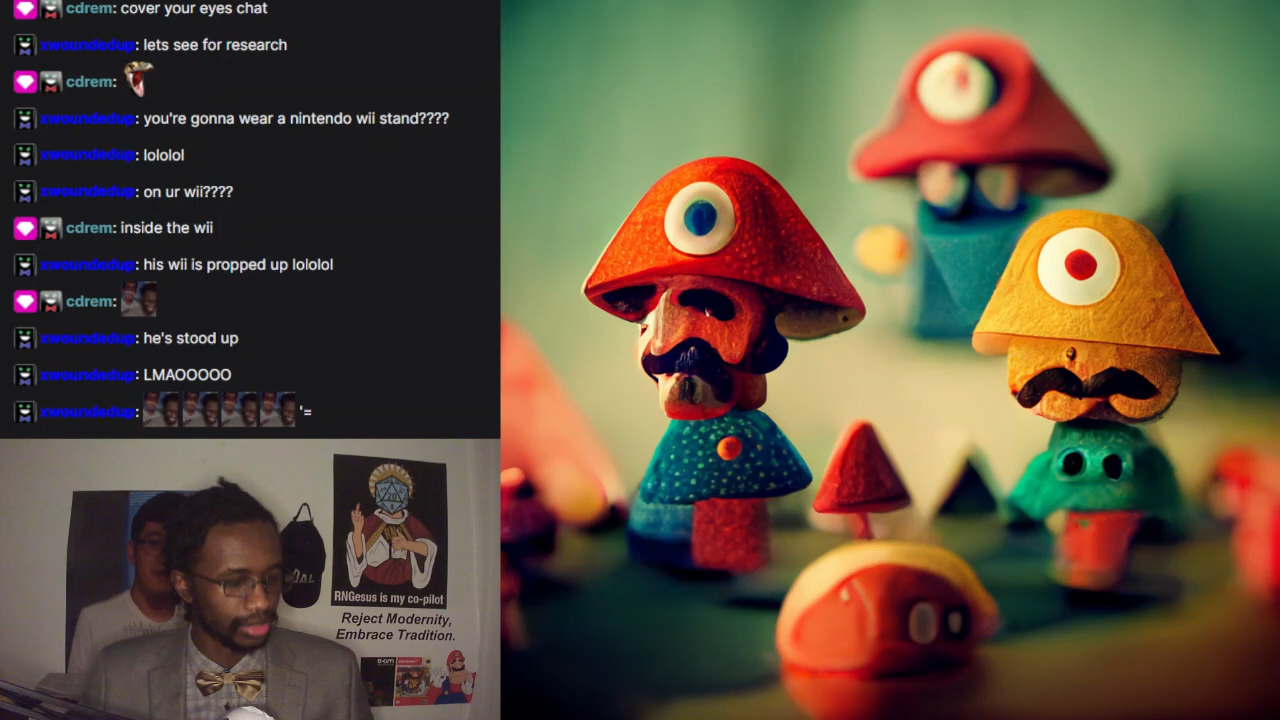 cdrem: cover your eyes chat
xwoundedup: lets see for research
cdrem:
xwoundedup: you're gonna wear a nintendo wii stand????
xwoundedup: lololol
xwoundedup: on ur wii????
cdrem: inside the wii
xwoundedup: his wii is propped up lololol
cdrem:
xwoundedup: he's stood up
xwoundedup: LMAOOOOO
xwoundedup: '=
20
RNGesus is my co-pilot
Reject Modernity,
Embrace Tradition.